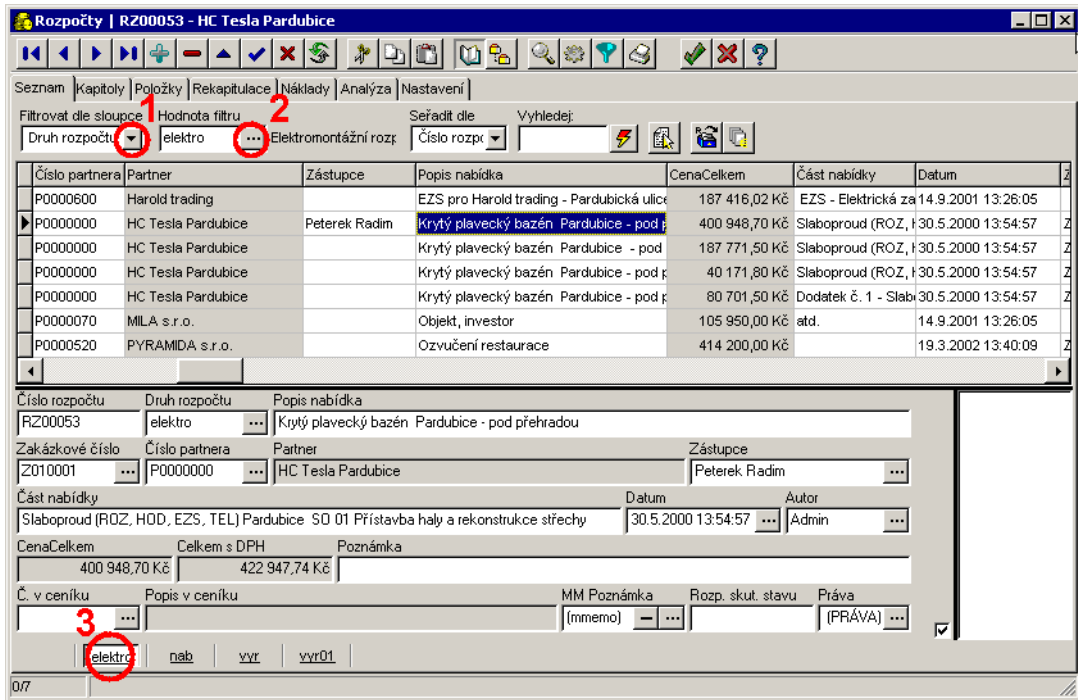 Rozpočty | RZ00053 - HC Tesla Pardubice
Seznam Kapitoly Položky Rekapitulace Náklady Analýza Nastavení
1 2
Filtrovat dle sloupce Hodnota filtru Seřadit dle Vyhledej:
Druh rozpočtu elektro ... Elektromontážní rozp Číslo rozpo
Číslo partnera Partner Zástupce Popis nabídka CenaCelkem Část nabídky Datum Z
P0000600 Harold trading EZS pro Harold trading - Pardubická ulice 187 416,02 Kč EZS - Elektrická za 14.9.2001 13:26:05
P0000000 HC Tesla Pardubice Peterek Radim Krytý plavecký bazén Pardubice - pod p 400 948,70 Kč Slaboproud (ROZ, H 30.5.2000 13:54:57 Z
P0000000 HC Tesla Pardubice Krytý plavecký bazén Pardubice - pod 187 771,50 Kč Slaboproud (ROZ, H 30.5.2000 13:54:57 Z
P0000000 HC Tesla Pardubice Krytý plavecký bazén Pardubice - pod p 40 171,80 Kč Slaboproud (ROZ, H 30.5.2000 13:54:57 Z
P0000000 HC Tesla Pardubice Krytý plavecký bazén Pardubice - pod p 80 701,50 Kč Dodatek č. 1 - Slabo 30.5.2000 13:54:57 Z
P0000070 MILA s.r.o. Objekt, investor 105 950,00 Kč atd. 14.9.2001 13:26:05
P0000520 PYRAMIDA s.r.o. Ozvučení restaurace 414 200,00 Kč 19.3.2002 13:40:09 Z
Číslo rozpočtu Druh rozpočtu Popis nabídka
RZ00053 elektro ... Krytý plavecký bazén Pardubice - pod přehradou
Zakázkové číslo Číslo partnera Partner Zástupce
Z010001 ... P0000000 ... HC Tesla Pardubice Peterek Radim ...
Část nabídky Datum Autor
Slaboproud (ROZ, HOD, EZS, TEL) Pardubice SO 01 Přístavba haly a rekonstrukce střechy 30.5.2000 13:54:57 ... Admin ...
CenaCelkem Celkem s DPH Poznámka
400 948,70 Kč 422 947,74 Kč
Č. v ceníku Popis v ceníku MM Poznámka Rozp. skut. stavu Práva
... (mmemo) ... (PRÁVA) ...
3
elektro nab vyr vyr01
0/7